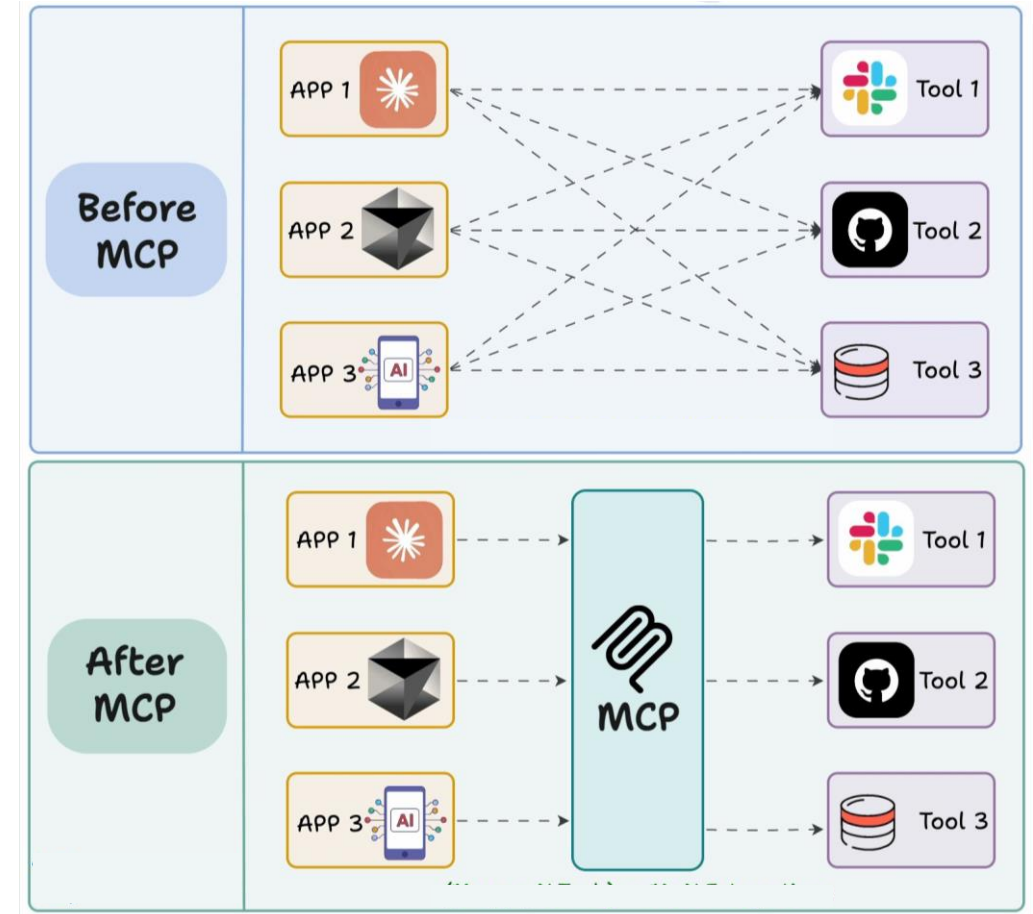 Before
MCP
APP 1
Tool 1
APP 2
Tool 2
APP 3
AI
Tool 3
After
MCP
APP 1
Tool 1
APP 2
MCP
Tool 2
APP 3
AI
Tool 3